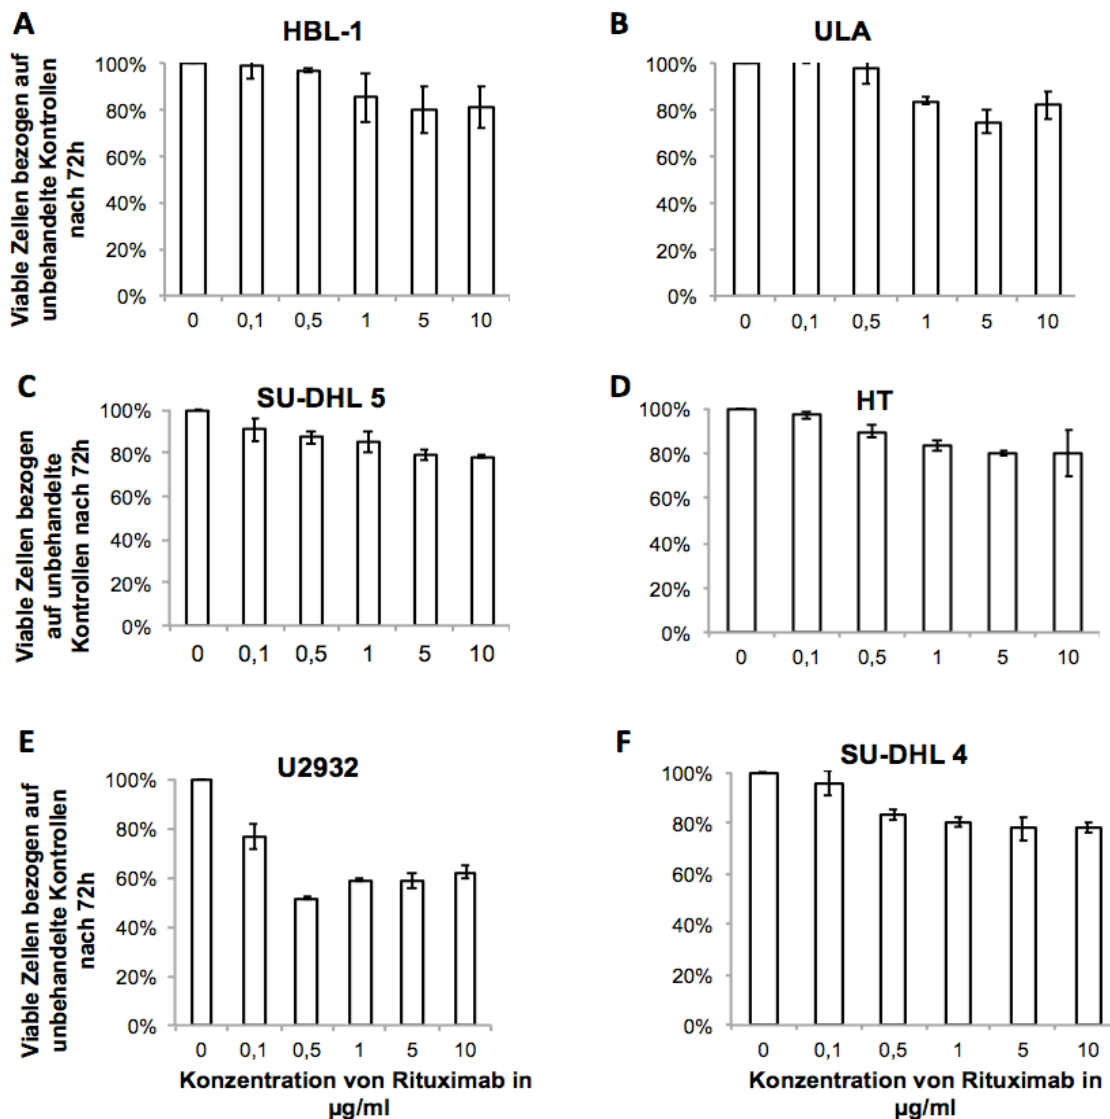 A
HBL-1
Viable Zellen bezogen auf
unbehandelte Kontrollen
nach 72h
100%
80%
60%
40%
20%
0%
0 0,1 0,5 1 5 10
B
ULA
100%
80%
60%
40%
20%
0%
0 0,1 0,5 1 5 10
C
SU-DHL 5
Viable Zellen bezogen
auf unbehandelte
Kontrollen nach 72h
100%
80%
60%
40%
20%
0%
0 0,1 0,5 1 5 10
D
HT
100%
80%
60%
40%
20%
0%
0 0,1 0,5 1 5 10
E
U2932
Viable Zellen bezogen auf
unbehandelte Kontrollen
nach 72h
100%
80%
60%
40%
20%
0%
0 0,1 0,5 1 5 10
Konzentration von Rituximab in
µg/ml
F
SU-DHL 4
100%
80%
60%
40%
20%
0%
0 0,1 0,5 1 5 10
Konzentration von Rituximab in
µg/ml